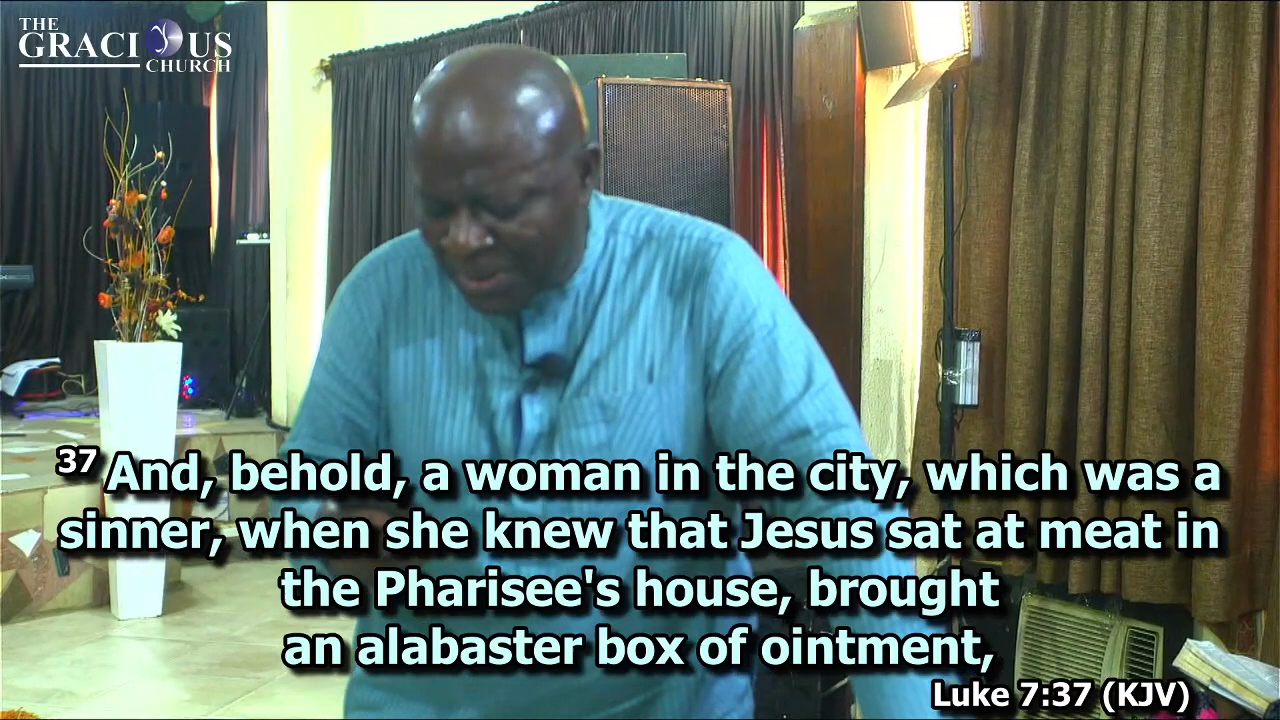 THE
GRACIOUS
CHURCH
37 And, behold, a woman in the city, which was a
sinner, when she knew that Jesus sat at meat in
the Pharisee's house, brought
an alabaster box of ointment,
Luke 7:37 (KJV)